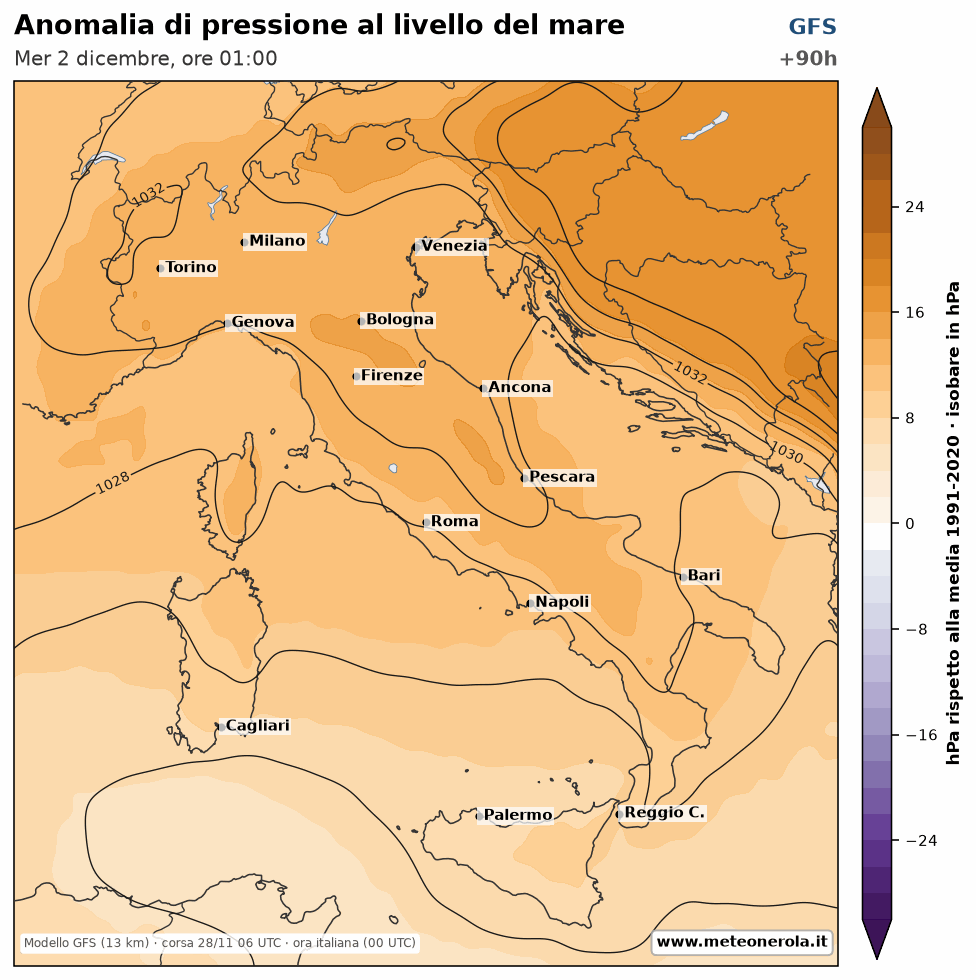 Anomalia di pressione al livello del mare
GFS
Mer 2 dicembre, ore 01:00
+90h
1032
Milano
Venezia
Torino
Genova
Bologna
Firenze
Ancona
1032
1030
1028
Pescara
Roma
Bari
Napoli
Cagliari
Palermo
Reggio C.
Modello GFS (13 km) · corsa 28/11 06 UTC · ora italiana (00 UTC)
www.meteonerola.it
24
16
8
0
−8
−16
−24
hPa rispetto alla media 1991-2020 · isobare in hPa